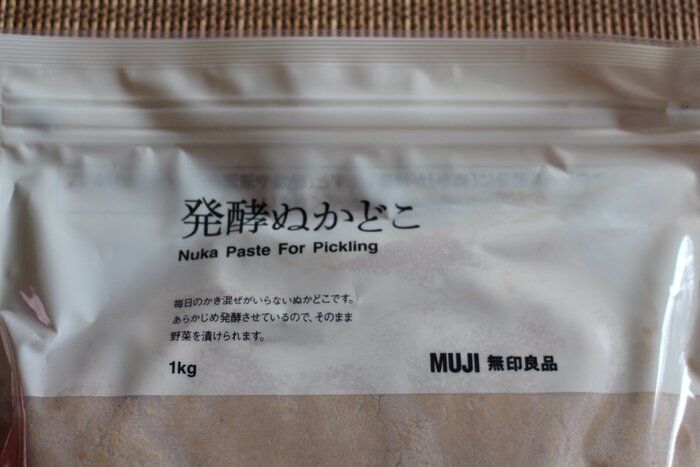 発酵ぬかどこ
Nuka Paste For Pickling
毎日のかき混ぜがいらないぬかどこです。
あらかじめ発酵させているので、そのまま
野菜を漬けられます。
1kg
MUJI 無印良品